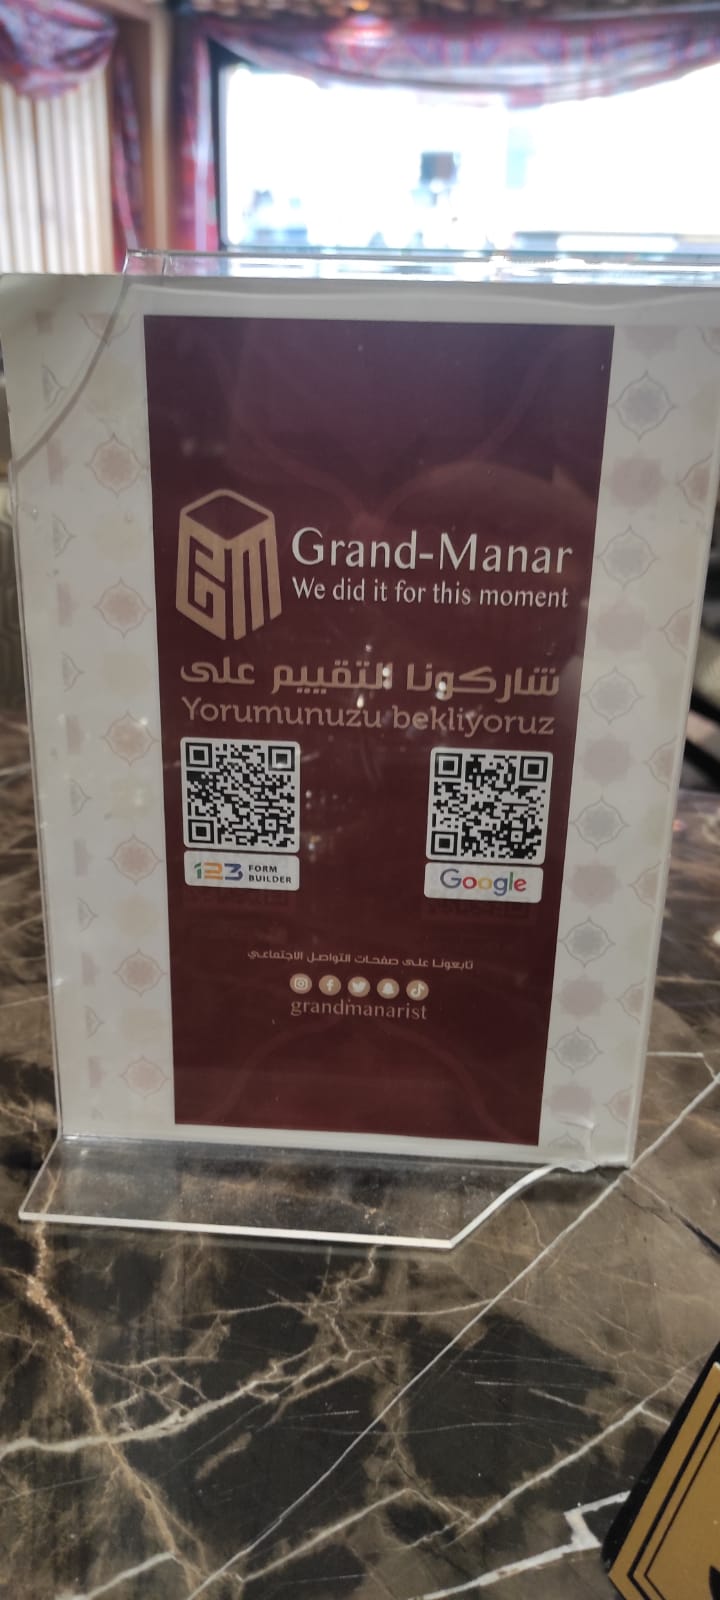 GM
Grand-Manar
We did it for this moment
شاركونا التقييم على
Yorumunuzu bekliyoruz
123 FORM BUILDER
Google
تابعونا على صفحات التواصل الاجتماعي
grandmanarist